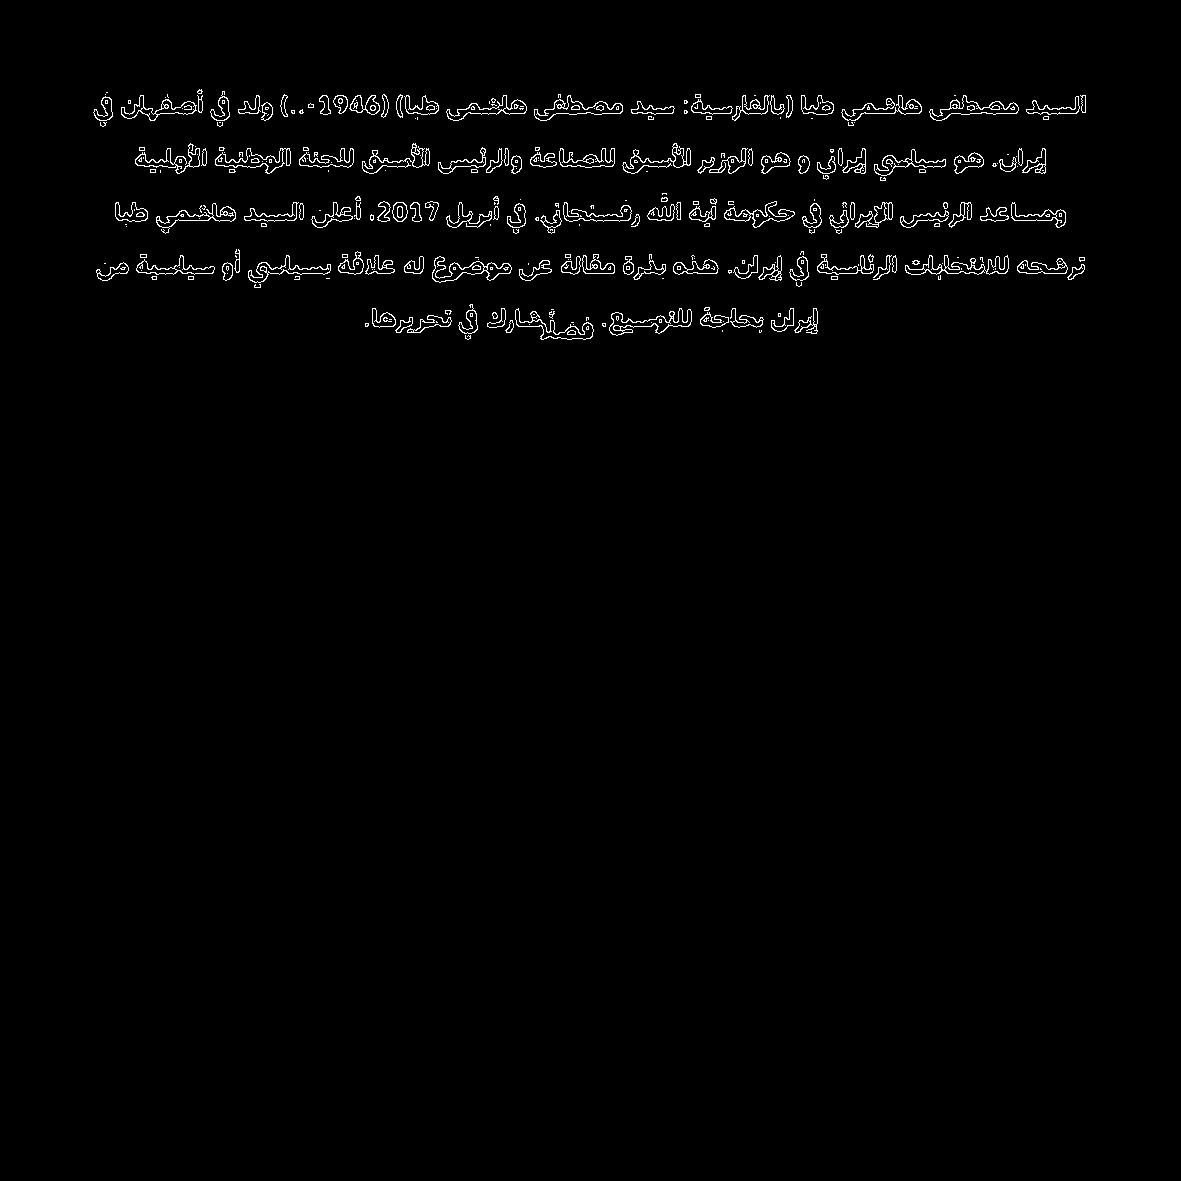 السيد مصطفى هاشمي طبا (بالفارسية: سيد مصطفى هاشمى طبا) (1946-..) ولد في أصفهان في
إيران. هو سياسي إيراني و هو الوزير الأسبق للصناعة والرئيس الأسبق للجنة الوطنية الأولمبية
ومساعد الرئيس الإيراني في حكومة آية الله رفسنجاني. في أبريل 2017. أعلن السيد هاشمي طبا
ترشحه للانتخابات الرئاسية في إيران. هذه بذرة مقالة عن موضوع له علاقة بسياسي أو سياسية من
إيران بحاجة للتوسيع. فضلًا شارك في تحريرها.